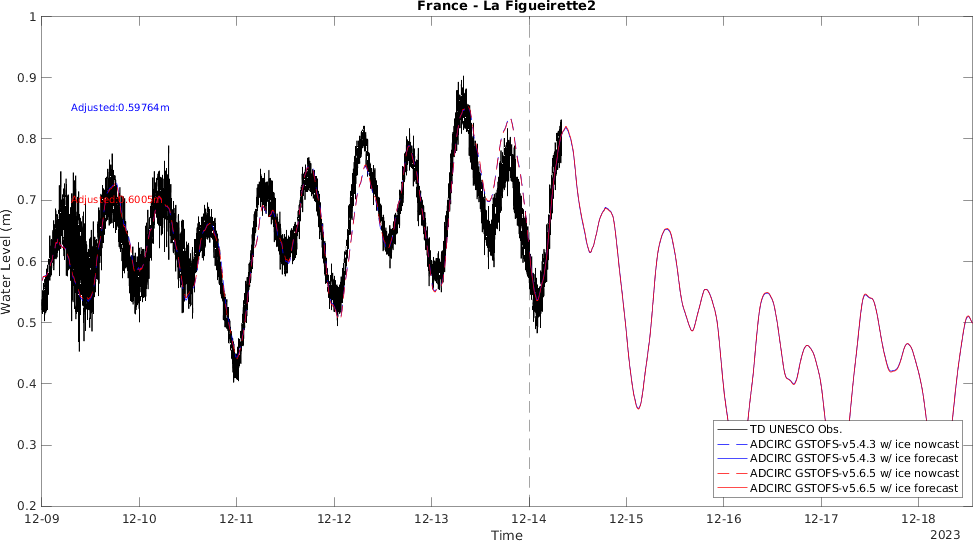 France - La Figueirette2
1
0.9
0.8
0.7
0.6
0.5
0.4
0.3
0.2
Water Level (m)
Adjusted:0.59764m
Adjusted:0.6005m
TD UNESCO Obs.
ADCIRC GSTOFS-v5.4.3 w/ ice nowcast
ADCIRC GSTOFS-v5.4.3 w/ ice forecast
ADCIRC GSTOFS-v5.6.5 w/ ice nowcast
ADCIRC GSTOFS-v5.6.5 w/ ice forecast
12-09 12-10 12-11 12-12 12-13 12-14 12-15 12-16 12-17 12-18
Time
2023